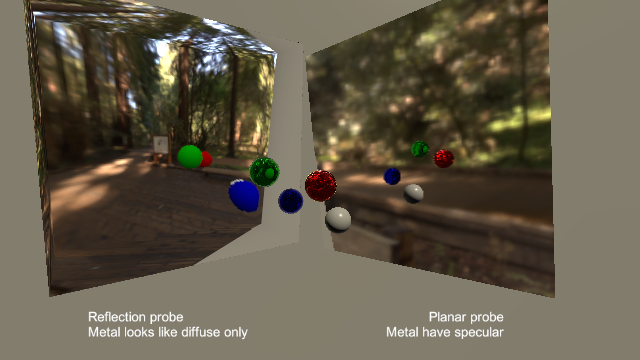 Reflection probe
Metal looks like diffuse only
Planar probe
Metal have specular